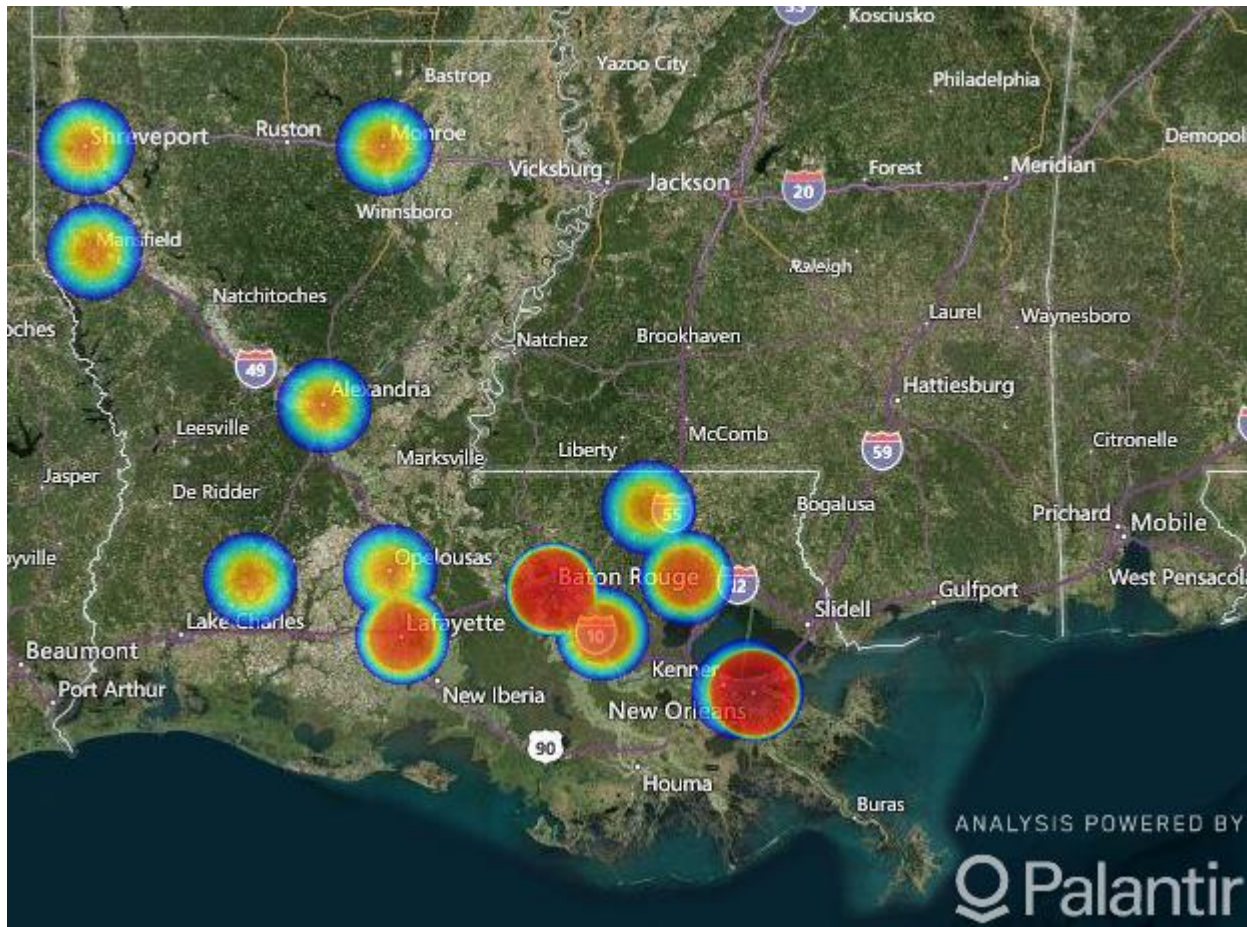 55
Kosciusko
Yazoo City
Bastrop
Philadelphia
Shreveport
Ruston
Monroe
Demopol
Vicksburg
Jackson
20
Forest
Meridian
Winnsboro
Mansfield
Raleigh
Natchitoches
Laurel
Waynesboro
oches
Natchez
Brookhaven
49
Alexandria
Hattiesburg
Leesville
McComb
Liberty
59
Citronelle
Marksville
Jasper
De Ridder
Bogalusa
55
Prichard
Mobile
yville
Opelousas
Baton Rouge
12
West Pensacol
Gulfport
Slidell
Lake Charles
Lafayette
10
Beaumont
Kenner
Port Arthur
New Iberia
New Orleans
90
Houma
Buras
ANALYSIS POWERED BY
Palantir